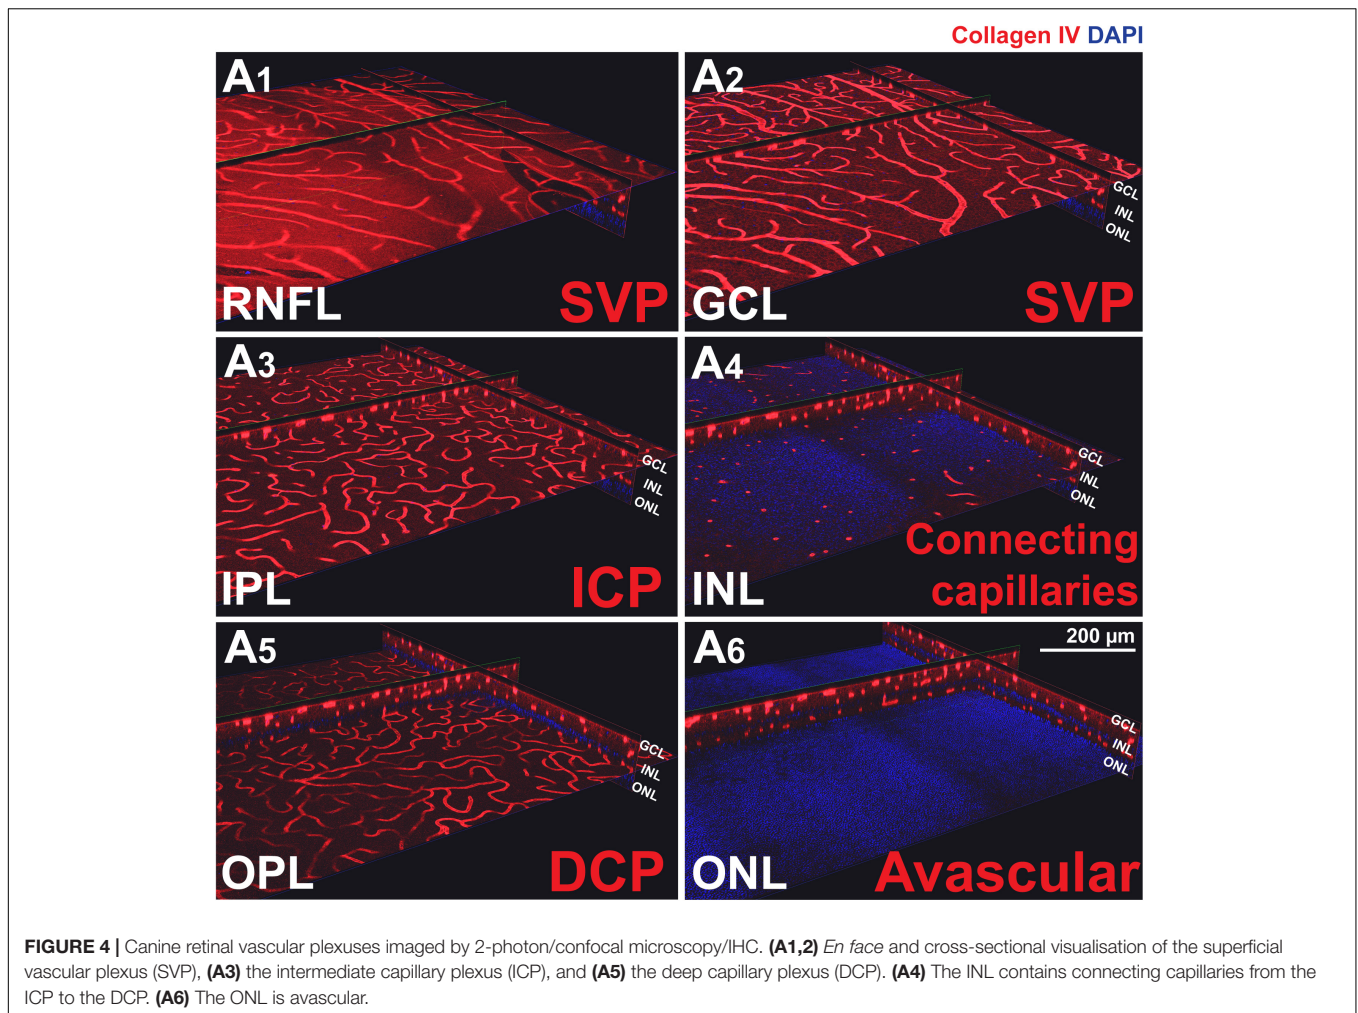 Collagen IV DAPI
A1
RNFL
SVP
A2
GCL
INL
ONL
GCL
SVP
A3
GCL
INL
ONL
IPL
ICP
A4
GCL
INL
ONL
Connecting
capillaries
INL
A5
GCL
INL
ONL
OPL
DCP
A6
200 µm
GCL
INL
ONL
ONL
Avascular
FIGURE 4 | Canine retinal vascular plexuses imaged by 2-photon/confocal microscopy/IHC. (A1,2) En face and cross-sectional visualisation of the superficial
vascular plexus (SVP), (A3) the intermediate capillary plexus (ICP), and (A5) the deep capillary plexus (DCP). (A4) The INL contains connecting capillaries from the
ICP to the DCP. (A6) The ONL is avascular.